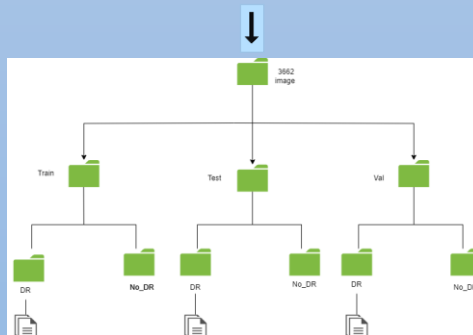 3662
image
Train
Test
Val
DR
No_DR
DR
No_DR
DR
No_DR